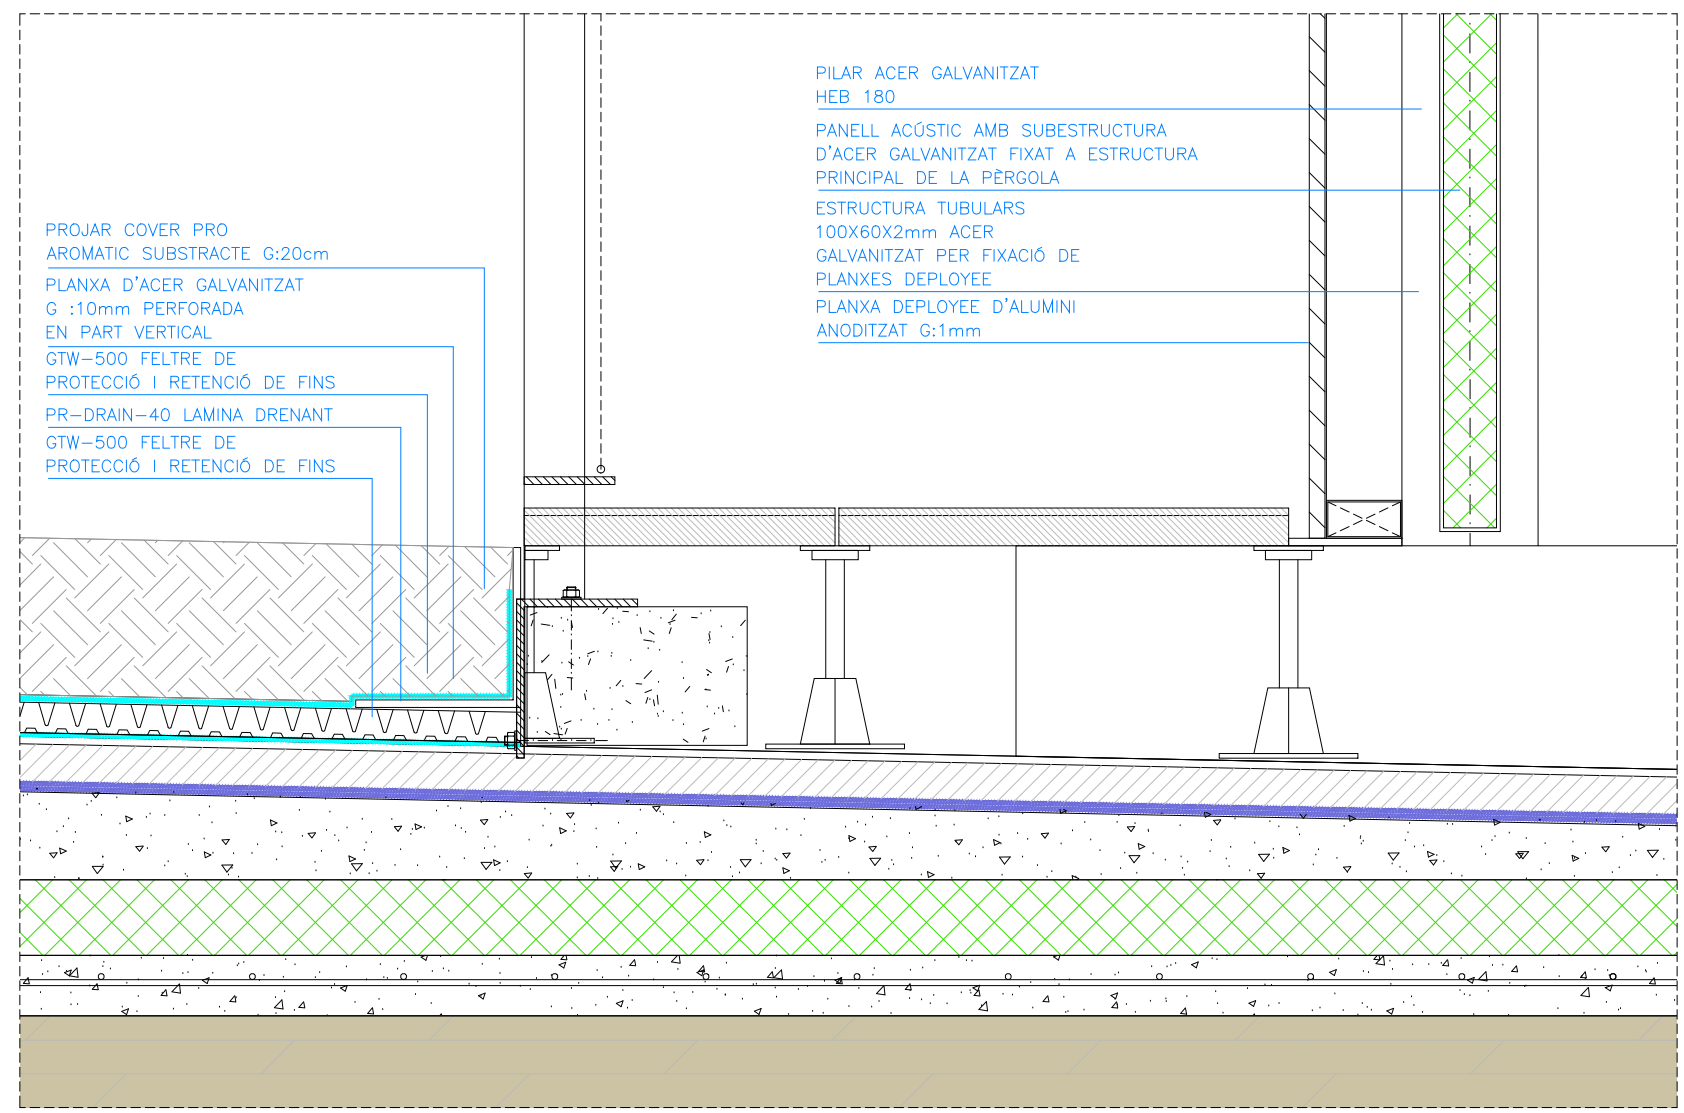 PROJAR COVER PRO
AROMATIC SUBSTRACTE G:20cm
PLANXA D'ACER GALVANITZAT
G :10mm PERFORADA
EN PART VERTICAL
GTW-500 FELTRE DE
PROTECCIÓ I RETENCIÓ DE FINS
PR-DRAIN-40 LAMINA DRENANT
GTW-500 FELTRE DE
PROTECCIÓ I RETENCIÓ DE FINS
PILAR ACER GALVANITZAT
HEB 180
PANELL ACÚSTIC AMB SUBESTRUCTURA
D'ACER GALVANITZAT FIXAT A ESTRUCTURA
PRINCIPAL DE LA PÈRGOLA
ESTRUCTURA TUBULARS
100X60X2mm ACER
GALVANITZAT PER FIXACIÓ DE
PLANXES DEPLOYEE
PLANXA DEPLOYEE D'ALUMINI
ANODITZAT G:1mm